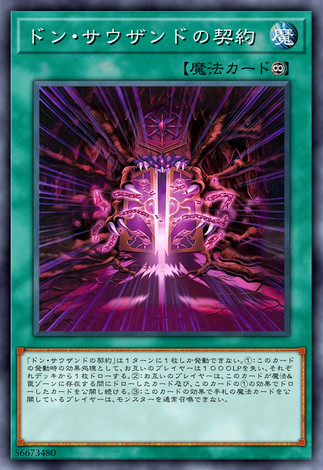 ドン・サウザンドの契約
魔
【魔法カード】
「ドン・サウザンドの契約」は１ターンに１枚しか発動できない。①：このカード
の発動時の効果処理として、お互いのプレイヤーは１０００LPを失い、それぞ
れデッキから１枚ドローする。②：お互いのプレイヤーは、このカードが魔法&
罠ゾーンに存在する間にドローしたカード及び、このカードの①の効果でドロ
ーしたカードを公開し続ける。③：この効果で手札の魔法カードを公
開しているプレイヤーは、モンスターを通常召喚できない。
56673480